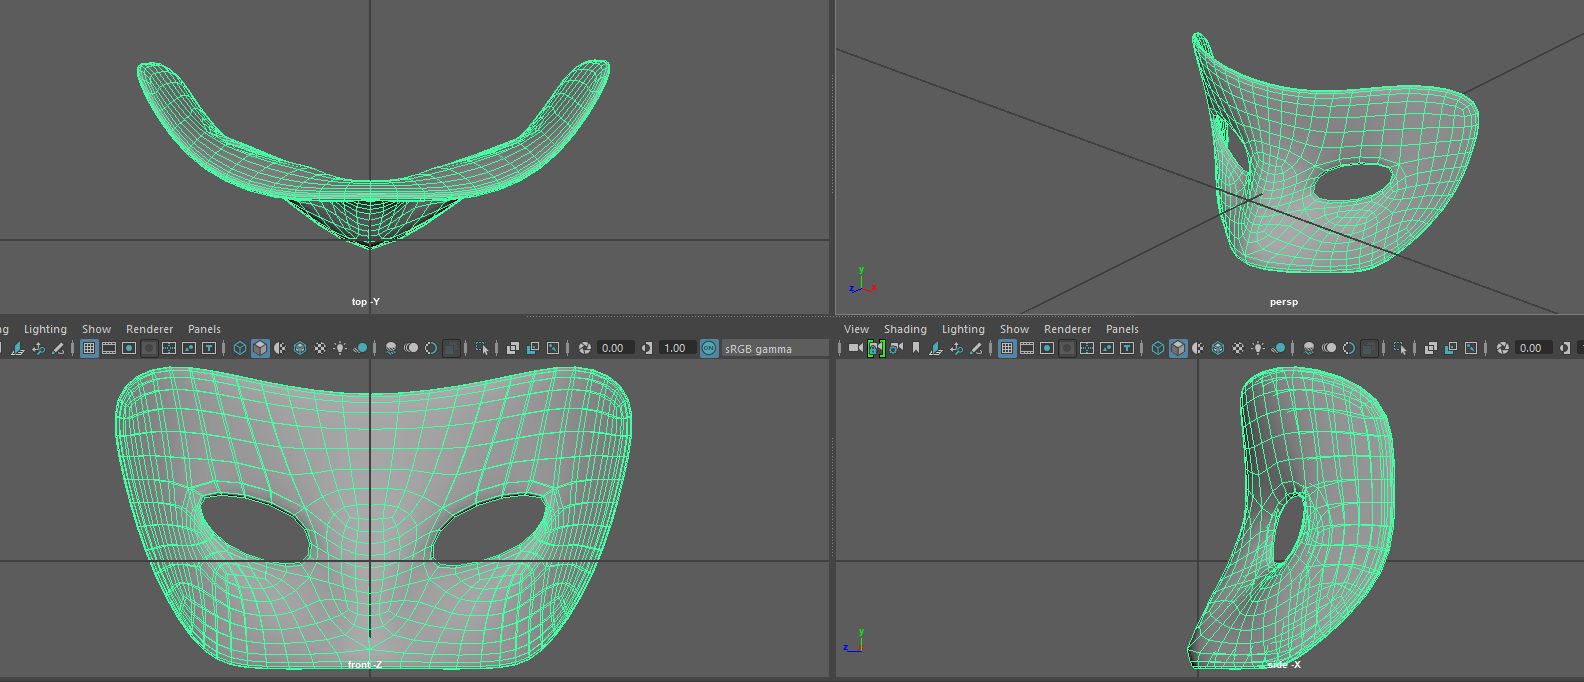 top -Y
y
z
x
persp
Lighting Show Renderer Panels
View Shading Lighting Show Renderer Panels
0.00 1.00 ON sRGB gamma
0.00
front -Z
y
z
side -X